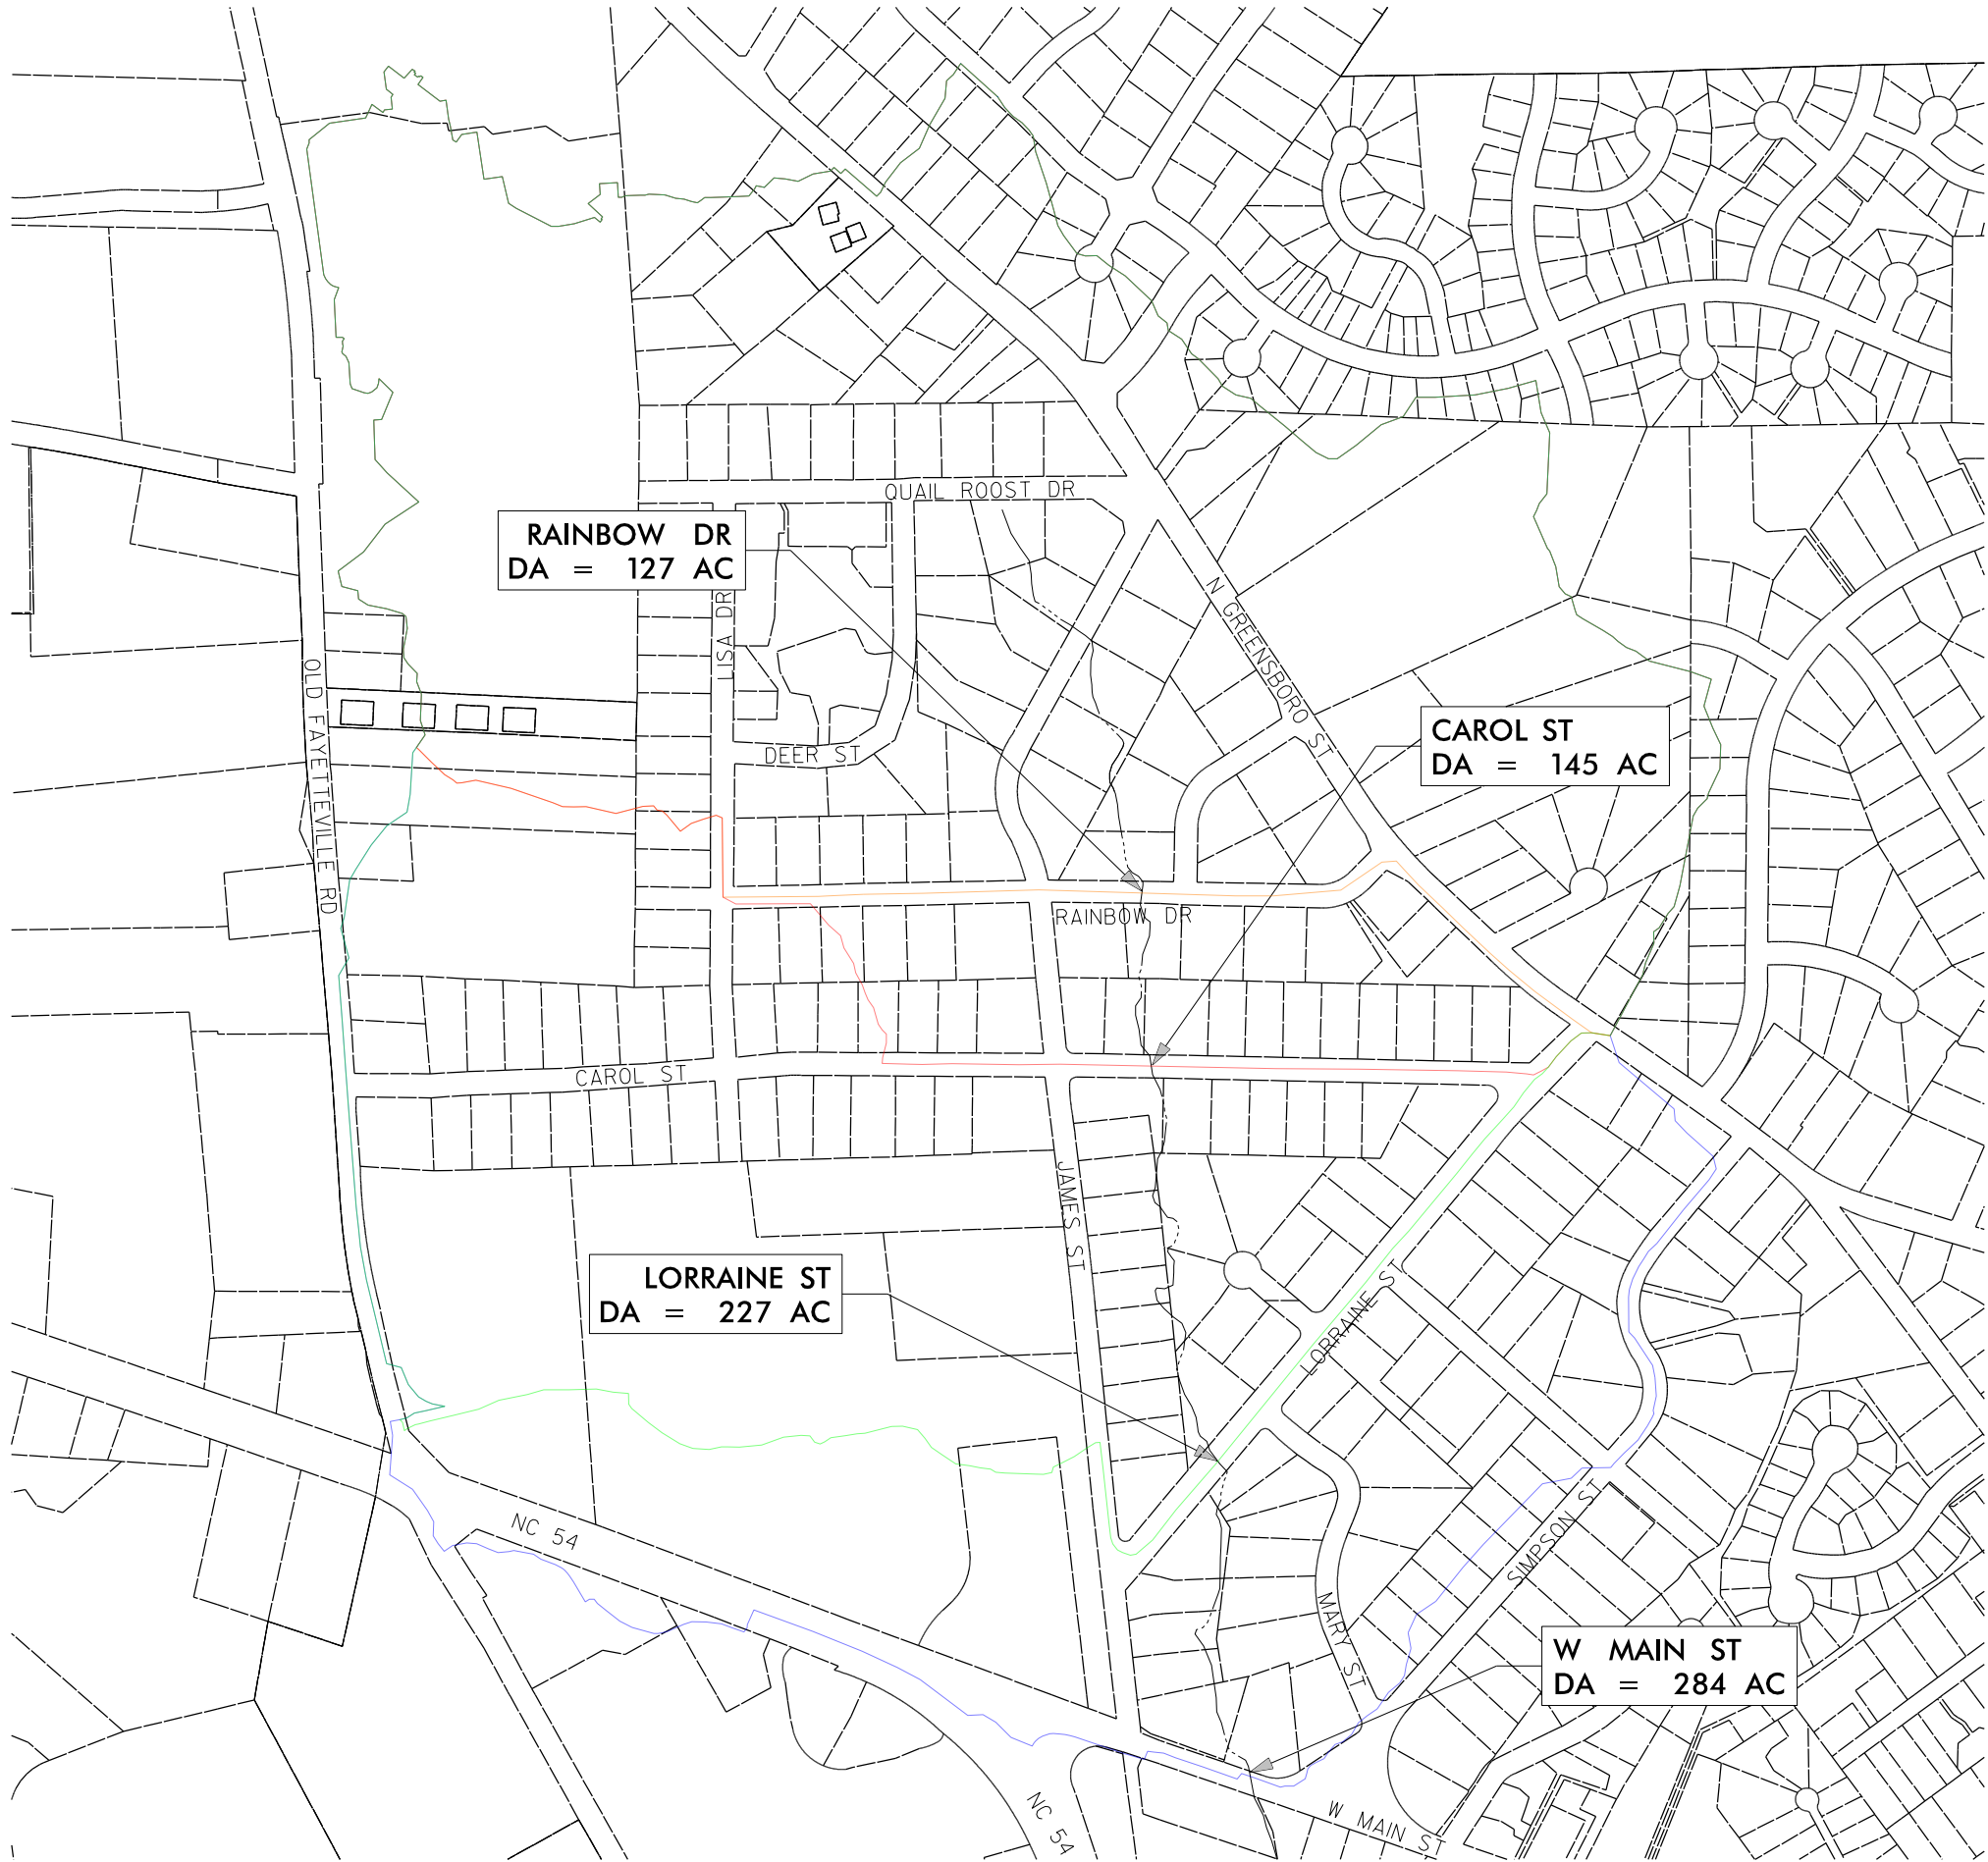 QUAIL ROOST DR
RAINBOW DR
DA = 127 AC
LISA DR
N GREENSBORO ST
OLD FAYETTEVILLE RD
DEER ST
CAROL ST
DA = 145 AC
RAINBOW DR
CAROL ST
JAMES ST
LORRAINE ST
DA = 227 AC
LORRAINE ST
NC 54
SIMPSON ST
MARY ST
W MAIN ST
DA = 284 AC
NC 54
W MAIN ST